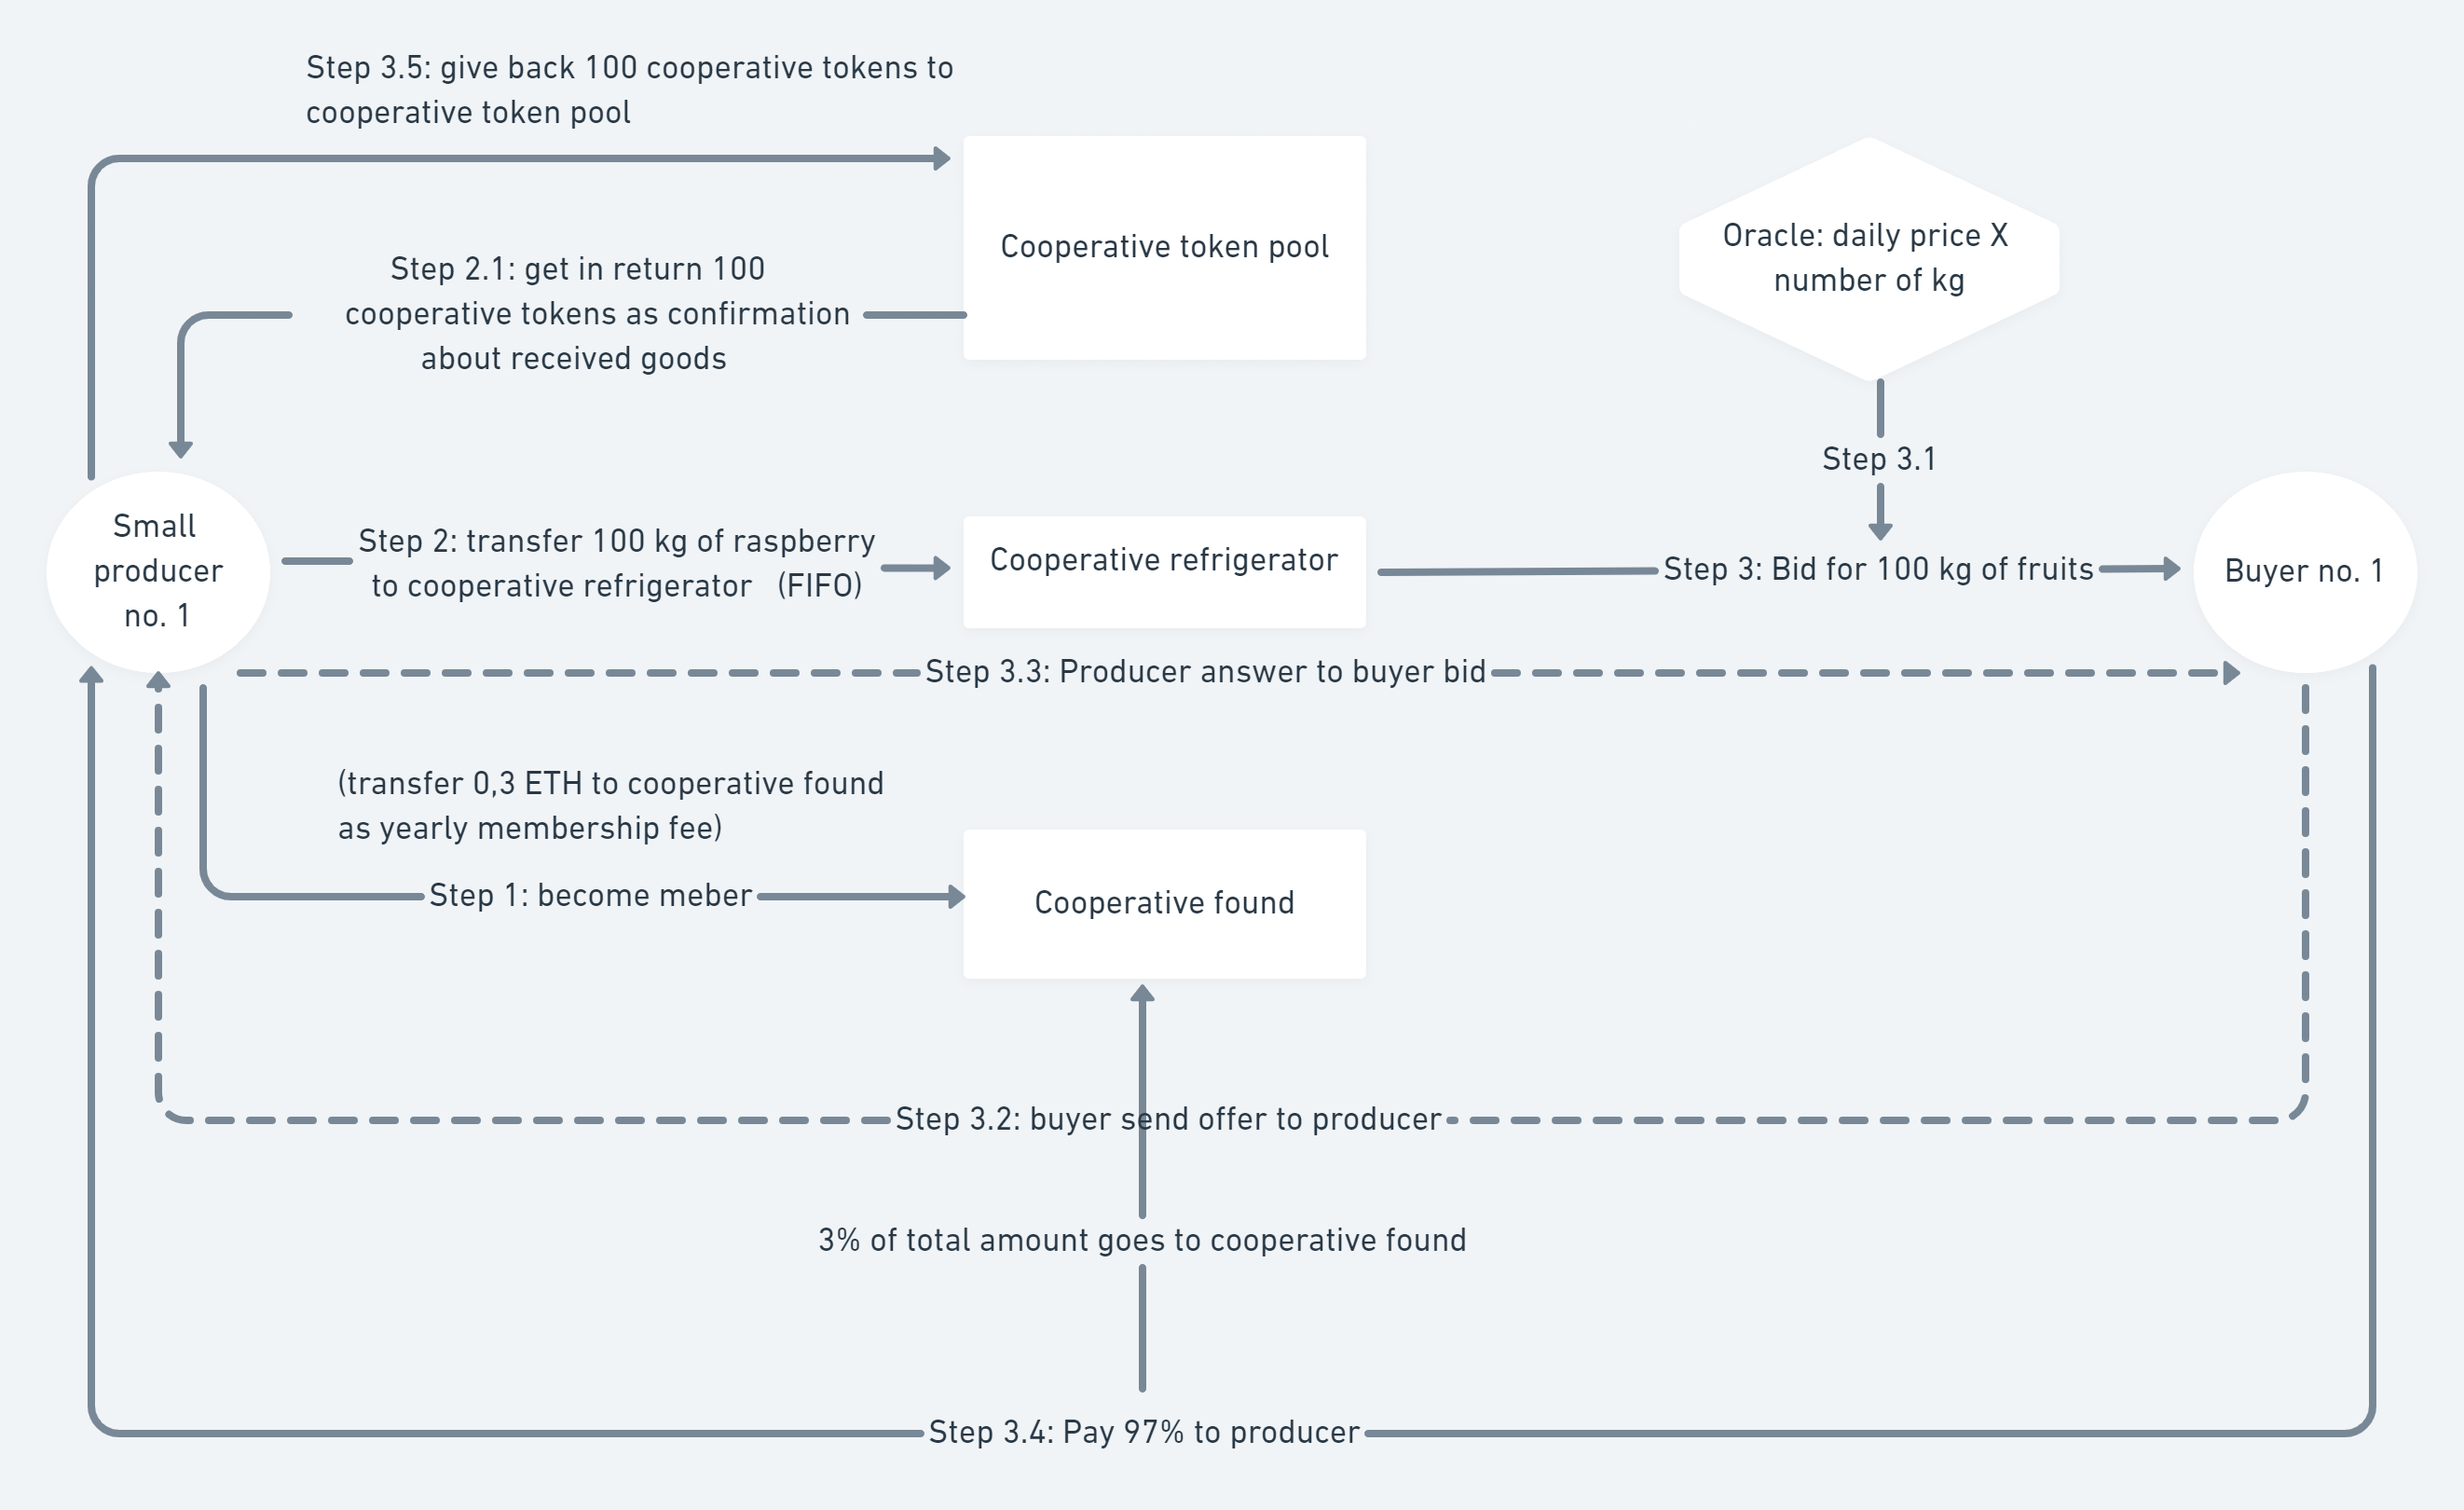 Step 3.5: give back 100 cooperative tokens to
cooperative token pool
Cooperative token pool
Oracle: daily price X
number of kg
Step 2.1: get in return 100
cooperative tokens as confirmation
about received goods
Step 3.1
Small
producer
no. 1
Step 2: transfer 100 kg of raspberry
to cooperative refrigerator (FIFO)
Cooperative refrigerator
Step 3: Bid for 100 kg of fruits
Buyer no. 1
Step 3.3: Producer answer to buyer bid
(transfer 0,3 ETH to cooperative found
as yearly membership fee)
Step 1: become meber
Cooperative found
Step 3.2: buyer send offer to producer
3% of total amount goes to cooperative found
Step 3.4: Pay 97% to producer